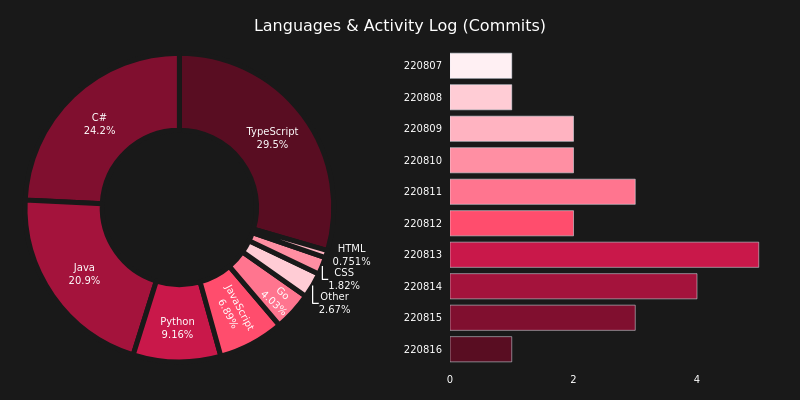 Languages & Activity Log (Commits)
TypeScript
29.5%
C#
24.2%
Java
20.9%
Python
9.16%
JavaScript
6.89%
Go
4.03%
Other
2.67%
CSS
1.82%
HTML
0.751%
220807
220808
220809
220810
220811
220812
220813
220814
220815
220816
0
2
4